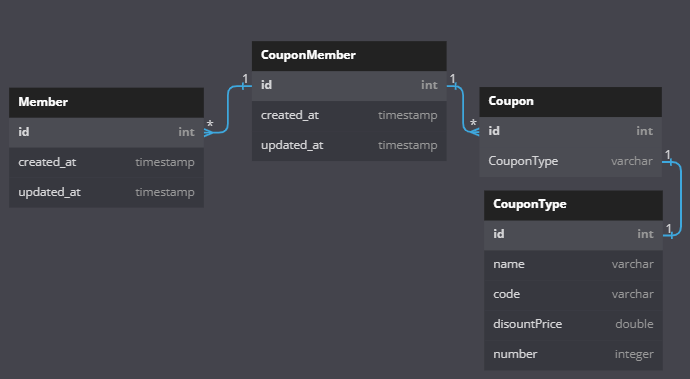 CouponMember
1 id int 1
created_at timestamp
updated_at timestamp
Member
* id int
created_at timestamp
updated_at timestamp
Coupon
* id int
CouponType varchar 1
CouponType
id int 1
name varchar
code varchar
disountPrice double
number integer